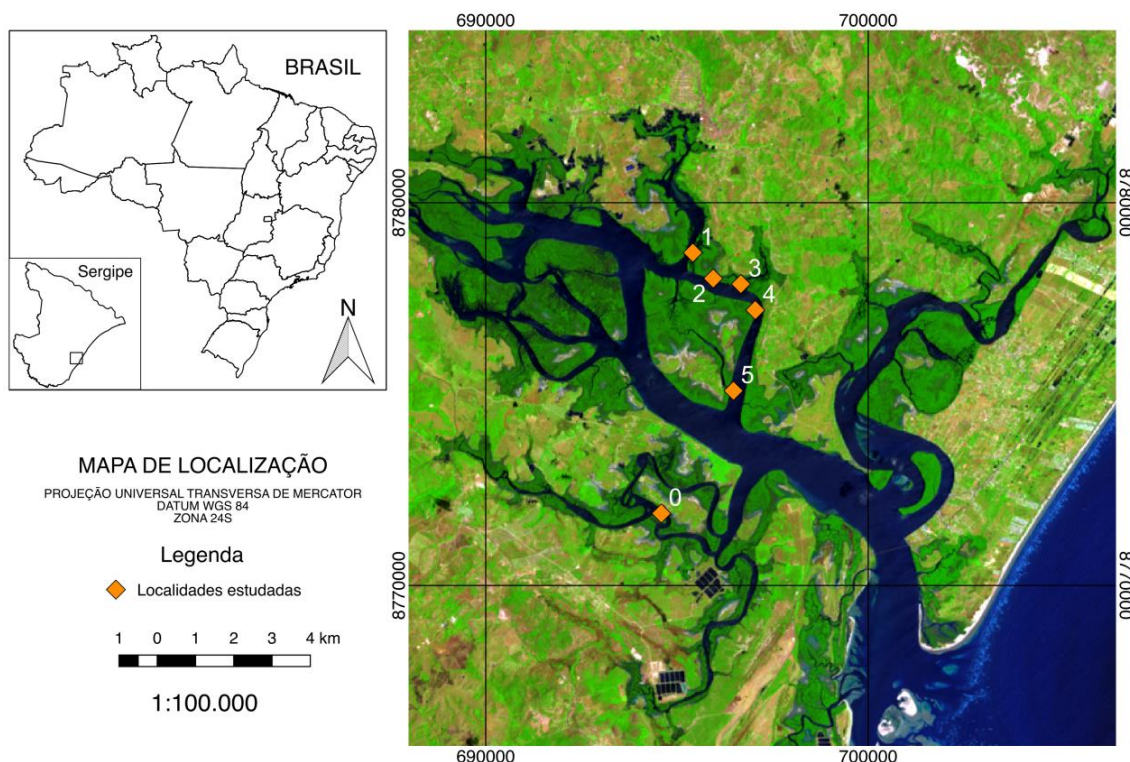 BRASIL
Sergipe
N
MAPA DE LOCALIZAÇÃO
PROJEÇÃO UNIVERSAL TRANSVERSA DE MERCATOR
DATUM WGS 84
ZONA 24S
Legenda
Localidades estudadas
1 0 1 2 3 4 km
1:100.000
690000 700000
8780000
8770000
1
2
3
4
5
0
8780000
8770000
690000 700000